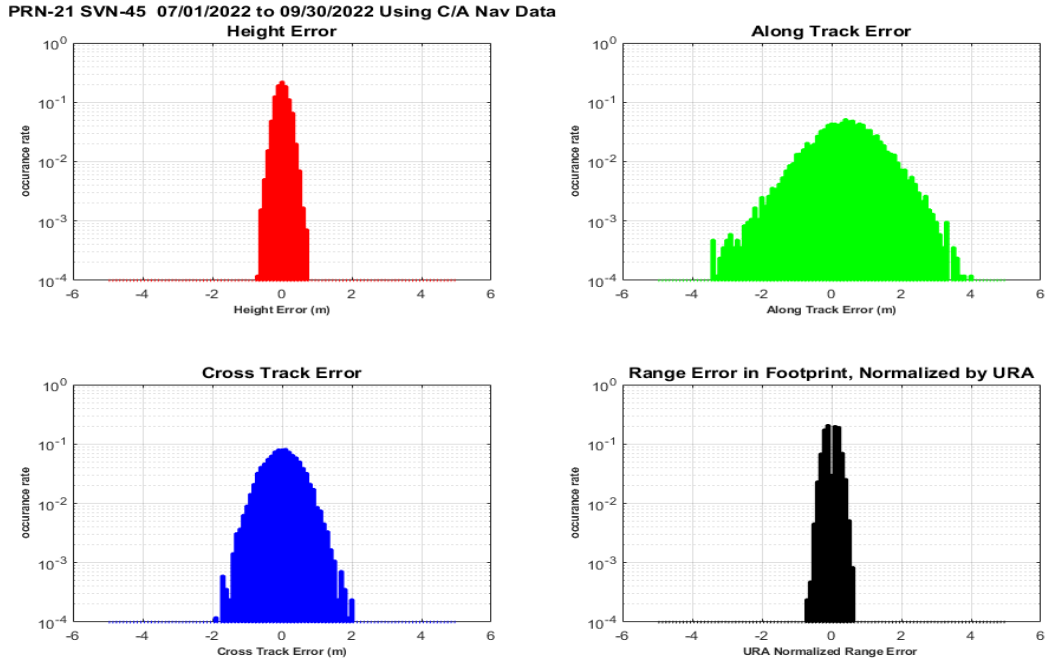 PRN-21 SVN-45  07/01/2022 to 09/30/2022 Using C/A Nav Data
Height Error
10^0
10^-1
10^-2
10^-3
10^-4
occurance rate
-6 -4 -2 0 2 4 6
Height Error (m)
Along Track Error
10^0
10^-1
10^-2
10^-3
10^-4
occurance rate
-6 -4 -2 0 2 4 6
Along Track Error (m)
Cross Track Error
10^0
10^-1
10^-2
10^-3
10^-4
occurance rate
-6 -4 -2 0 2 4 6
Cross Track Error (m)
Range Error in Footprint, Normalized by URA
10^0
10^-1
10^-2
10^-3
10^-4
occurance rate
-6 -4 -2 0 2 4 6
URA Normalized Range Error